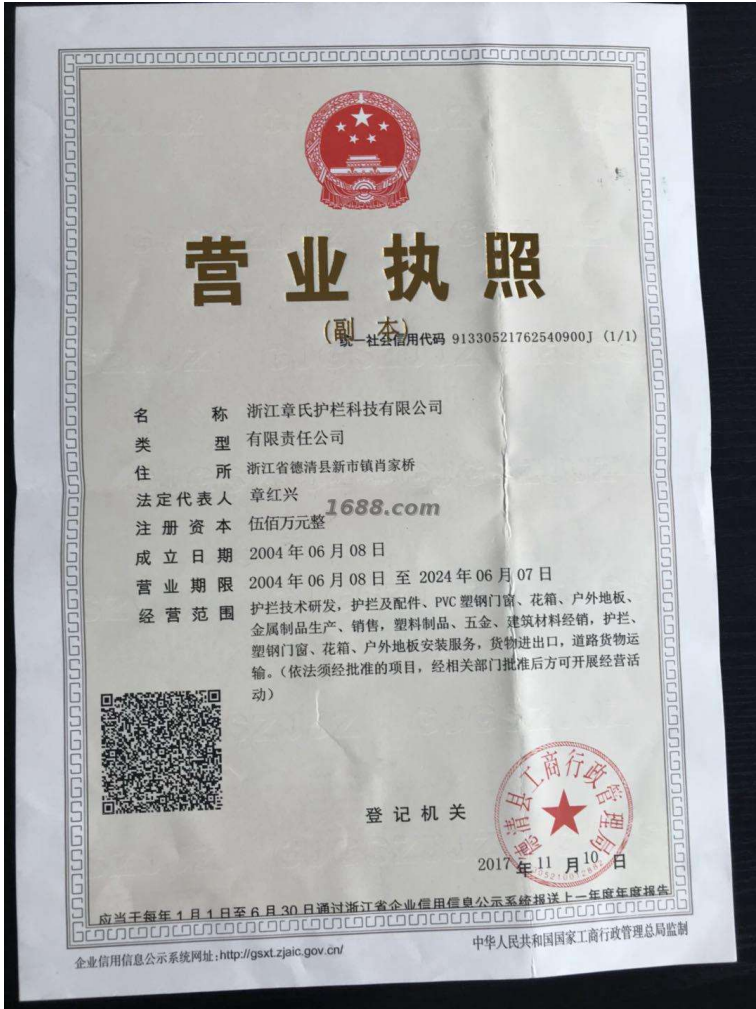 营业执照
(副 本)
统一社会信用代码 91330521762540900J (1/1)
名 称 浙江章氏护栏科技有限公司
类 型 有限责任公司
住 所 浙江省德清县新市镇肖家桥
法定代表人 章红兴
1688.com
注册资本 伍佰万元整
成立日期 2004年06月08日
营业期限 2004年06月08日 至 2024年06月07日
经营范围 护拦技术研发，护拦及配件、PVC塑钢门窗、花箱、户外地板、
金属制品生产、销售，塑料制品、五金、建筑材料经销，护拦、
塑钢门窗、花箱、户外地板安装服务，货物进出口，道路货物运
输。（依法须经批准的项目，经相关部门批准后方可开展经营活
动）
德清县工商行政管理局
登记机关
2017年11月10日
应当于每年1月1日至6月30日通过浙江省企业信用信息公示系统报送上一年度年度报告
企业信用信息公示系统网址:http://gsxt.zjaic.gov.cn/
中华人民共和国国家工商行政管理总局监制